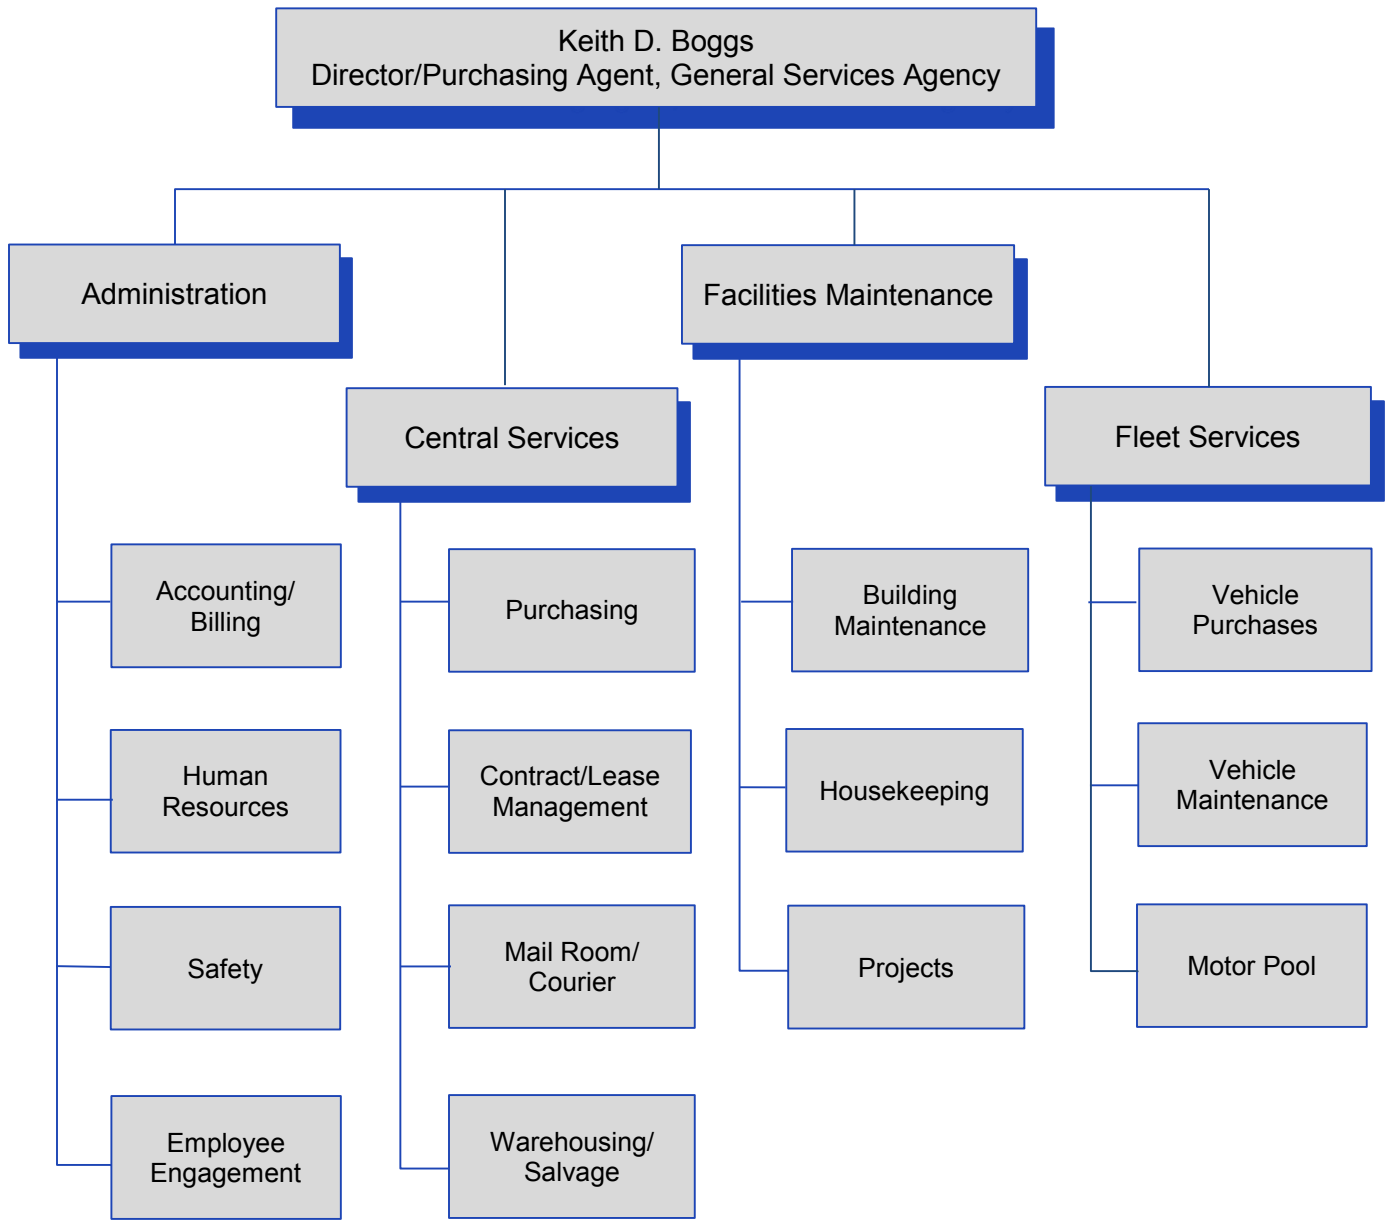 Keith D. Boggs
Director/Purchasing Agent, General Services Agency
Administration
Facilities Maintenance
Central Services
Fleet Services
Accounting/
Billing
Purchasing
Building
Maintenance
Vehicle
Purchases
Human
Resources
Contract/Lease
Management
Housekeeping
Vehicle
Maintenance
Safety
Mail Room/
Courier
Projects
Motor Pool
Employee
Engagement
Warehousing/
Salvage